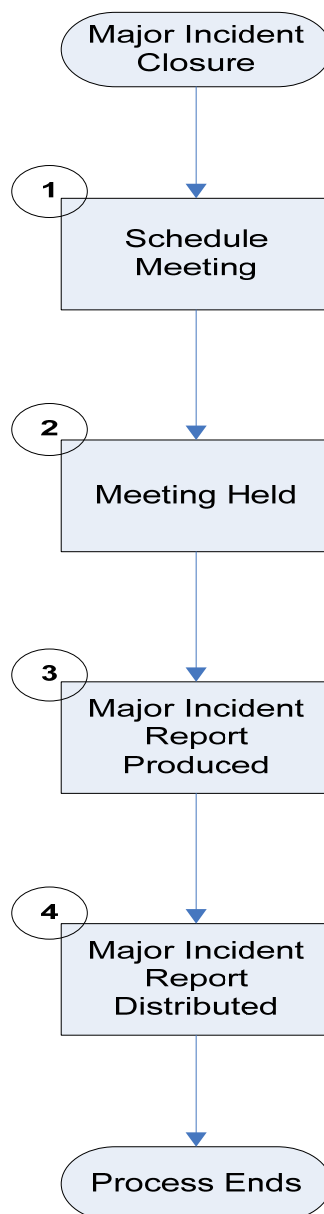 Major Incident
Closure
1
Schedule
Meeting
2
Meeting Held
3
Major Incident
Report
Produced
4
Major Incident
Report
Distributed
Process Ends